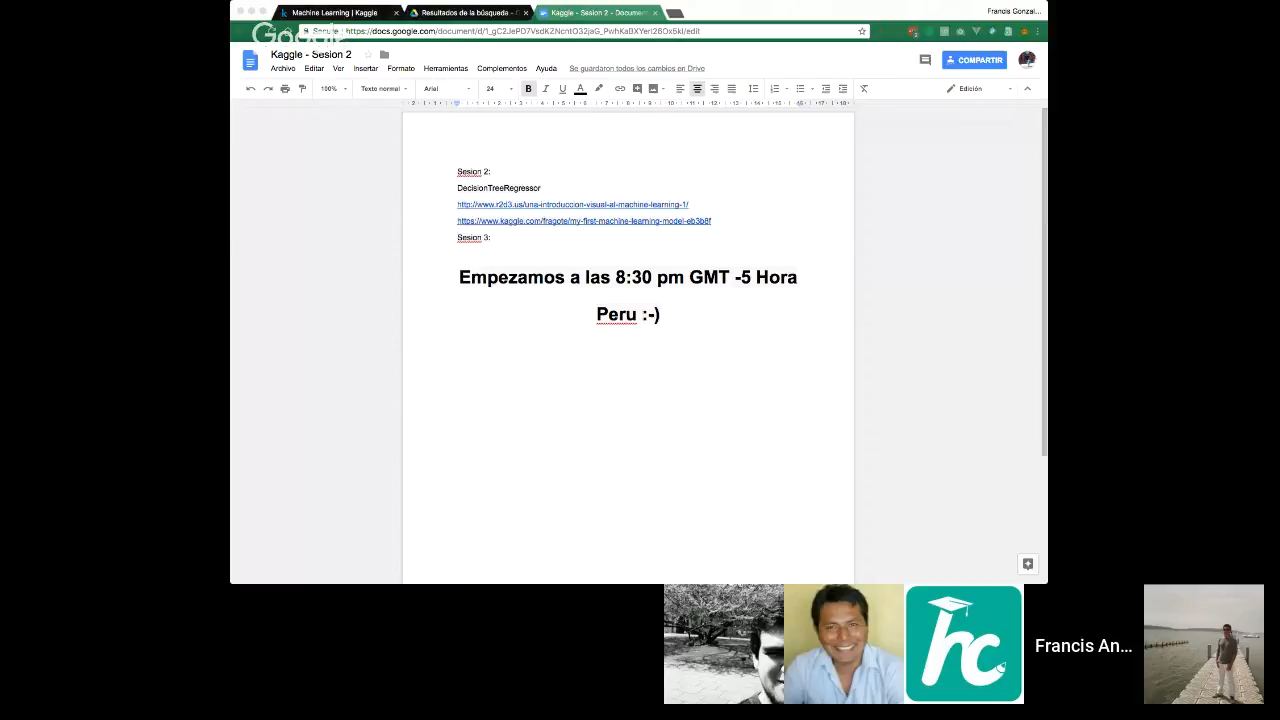 Machine Learning | Kaggle
Resultados de la búsqueda -
Kaggle - Sesion 2 - Documen
Francis Gonzal...
Google
Secure
https://docs.google.com/document/d/1_gC2JePD7VsdKZNcntO32jaG_PwhKaBXYerI26Ox5kI/edit
Kaggle - Sesion 2
Archivo Editar Ver Insertar Formato Herramientas Complementos Ayuda Se guardaron todos los cambios en Drive
COMPARTIR
100% Texto normal Arial 24 B I U A Edición
Sesion 2:
DecisionTreeRegressor
http://www.r2d3.us/una-introduccion-visual-al-machine-learning-1/
https://www.kaggle.com/fragote/my-first-machine-learning-model-eb3b8f
Sesion 3:
Empezamos a las 8:30 pm GMT -5 Hora
Peru :-)
hc
Francis An...